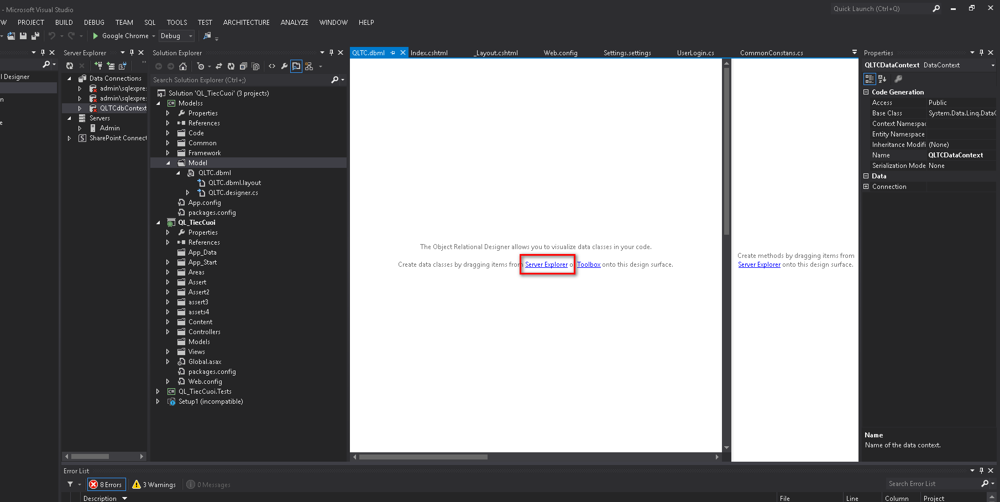 - Microsoft Visual Studio
Quick Launch (Ctrl+Q)
W PROJECT BUILD DEBUG TEAM SQL TOOLS TEST ARCHITECTURE ANALYZE WINDOW HELP
Google Chrome Debug
l Designer
n
e
Server Explorer
Data Connections
admin\sqlexpre:
admin\sqlexpre:
QLTCdbContext
Servers
Admin
SharePoint Connect
Solution Explorer
Search Solution Explorer (Ctrl+;)
Solution 'QL_TiecCuoi' (3 projects)
C# Modelss
Properties
References
Code
Common
Framework
Model
QLTC.dbml
QLTC.dbml.layout
QLTC.designer.cs
App.config
packages.config
QL_TiecCuoi
Properties
References
App_Data
App_Start
Areas
Assert
Assert2
assert3
assets4
Content
Controllers
Models
Views
Global.asax
packages.config
Web.config
C# QL_TiecCuoi.Tests
Setup1 (incompatible)
QLTC.dbml Index.cshtml _Layout.cshtml Web.config Settings.settings UserLogin.cs CommonConstans.cs
The Object Relational Designer allows you to visualize data classes in your code.
Create data classes by dragging items from Server Explorer o Toolbox onto this design surface.
Create methods by dragging items from
Server Explorer onto this design surface.
Properties
QLTCDataContext DataContext
Code Generation
Access Public
Base Class System.Data.Linq.DataC
Context Namespac
Entity Namespace
Inheritance Modifi (None)
Name QLTCDataContext
Serialization Mode None
Data
Connection
Name
Name of the data context.
Error List
8 Errors 3 Warnings 0 Messages
Search Error List
Description File Line Column Project